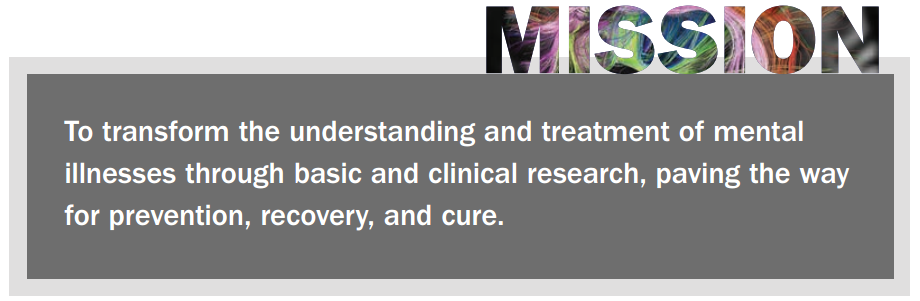 MISSION
To transform the understanding and treatment of mental
illnesses through basic and clinical research, paving the way
for prevention, recovery, and cure.